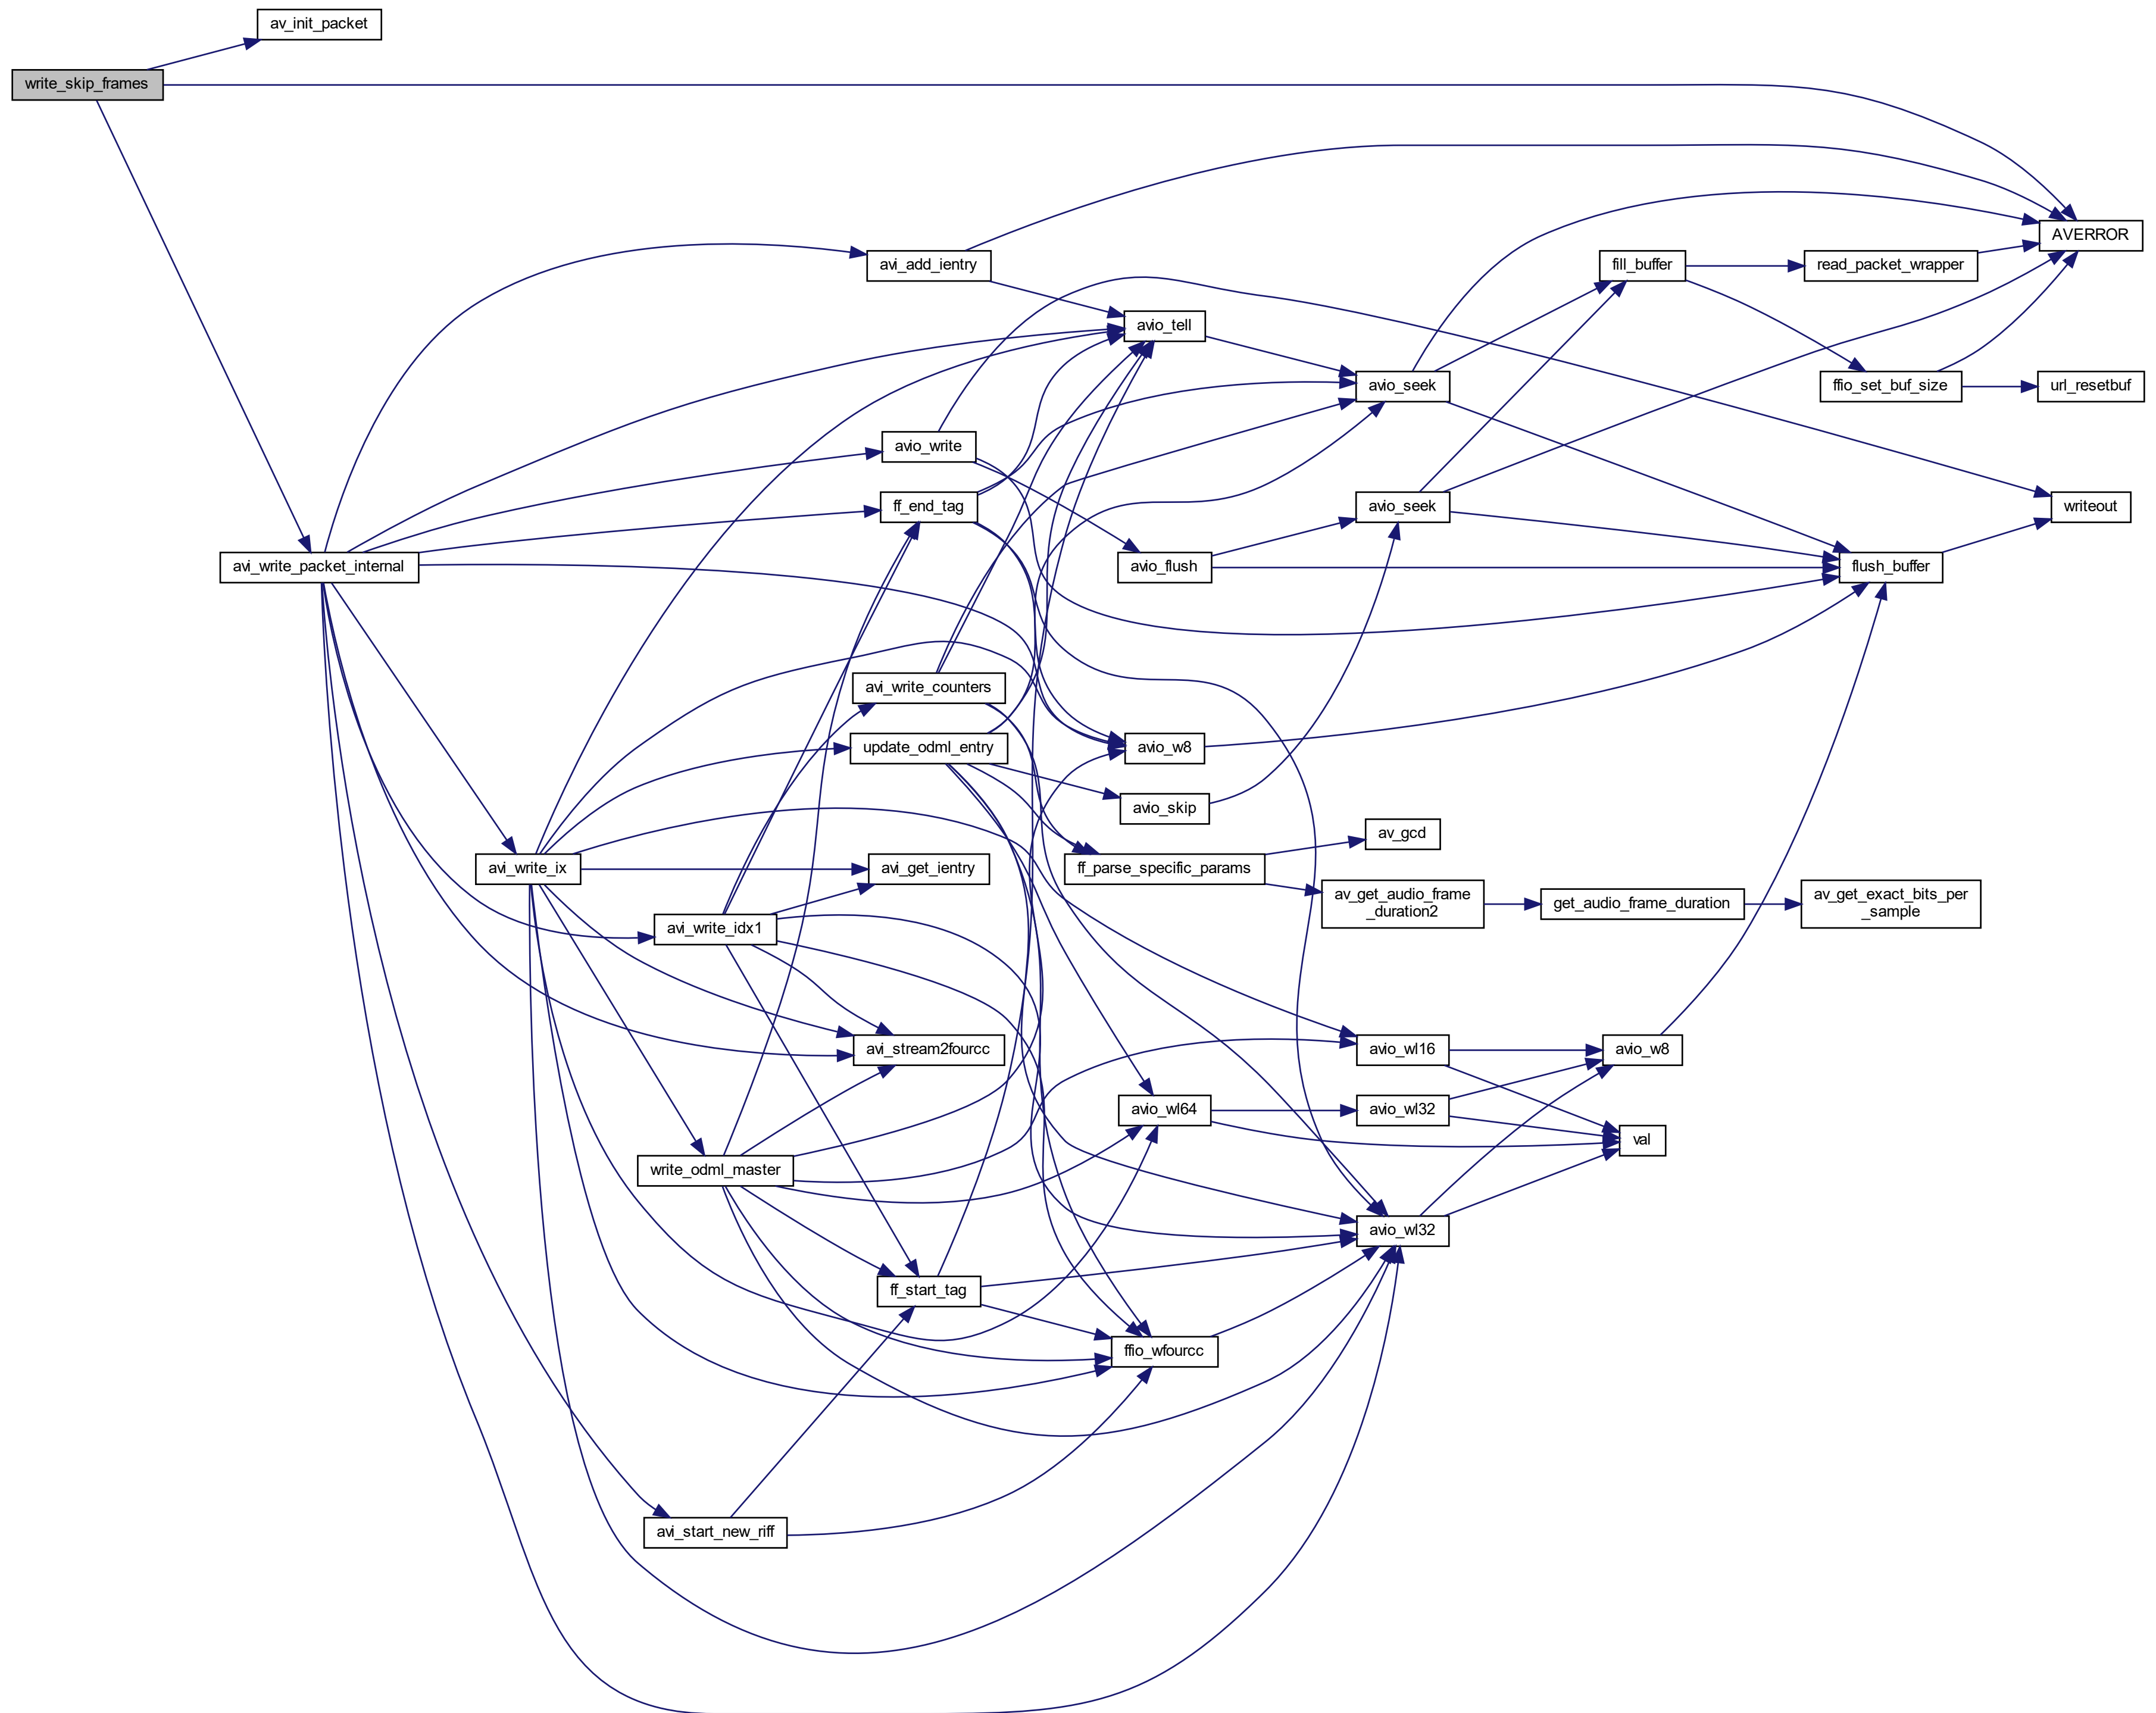 av_init_packet
write_skip_frames
AVERROR
avi_add_ientry
fill_buffer
read_packet_wrapper
avio_tell
avio_seek
ffio_set_buf_size
url_resetbuf
avio_write
ff_end_tag
avio_seek
writeout
avi_write_packet_internal
avio_flush
flush_buffer
avi_write_counters
update_odml_entry
avio_w8
avio_skip
av_gcd
avi_write_ix
avi_get_ientry
ff_parse_specific_params
av_get_audio_frame
_duration2
get_audio_frame_duration
av_get_exact_bits_per
_sample
avi_write_idx1
avi_stream2fourcc
avio_wl16
avio_w8
avio_wl64
avio_wl32
val
write_odml_master
avio_wl32
ff_start_tag
ffio_wfourcc
avi_start_new_riff